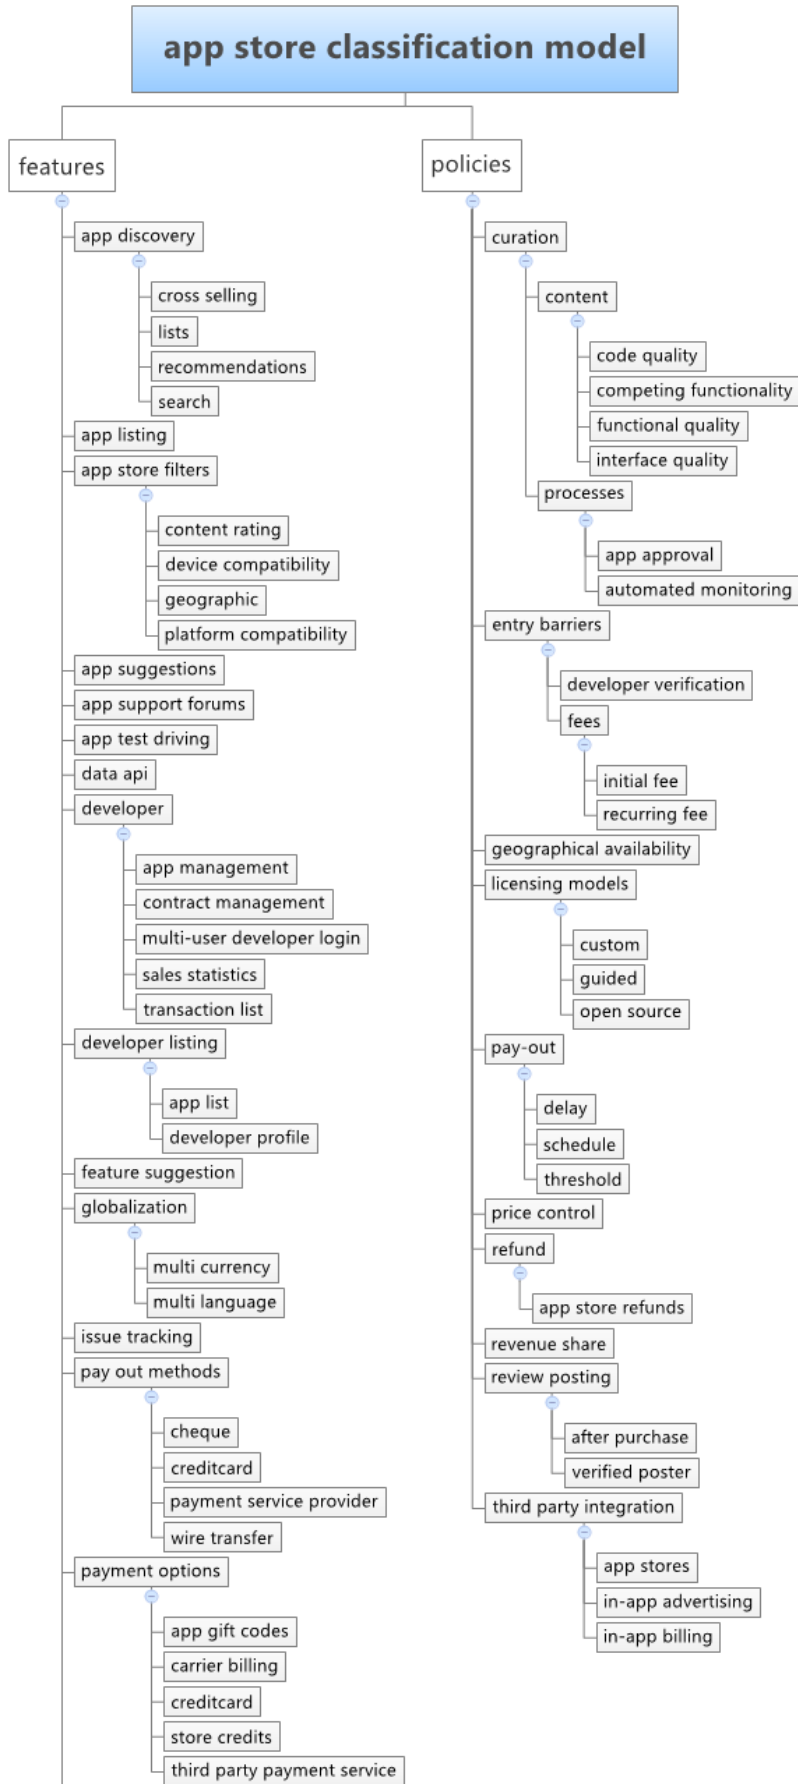 app store classification model
features
app discovery
cross selling
lists
recommendations
search
app listing
app store filters
content rating
device compatibility
geographic
platform compatibility
app suggestions
app support forums
app test driving
data api
developer
app management
contract management
multi-user developer login
sales statistics
transaction list
developer listing
app list
developer profile
feature suggestion
globalization
multi currency
multi language
issue tracking
pay out methods
cheque
creditcard
payment service provider
wire transfer
payment options
app gift codes
carrier billing
creditcard
store credits
third party payment service
policies
curation
content
code quality
competing functionality
functional quality
interface quality
processes
app approval
automated monitoring
entry barriers
developer verification
fees
initial fee
recurring fee
geographical availability
licensing models
custom
guided
open source
pay-out
delay
schedule
threshold
price control
refund
app store refunds
revenue share
review posting
after purchase
verified poster
third party integration
app stores
in-app advertising
in-app billing